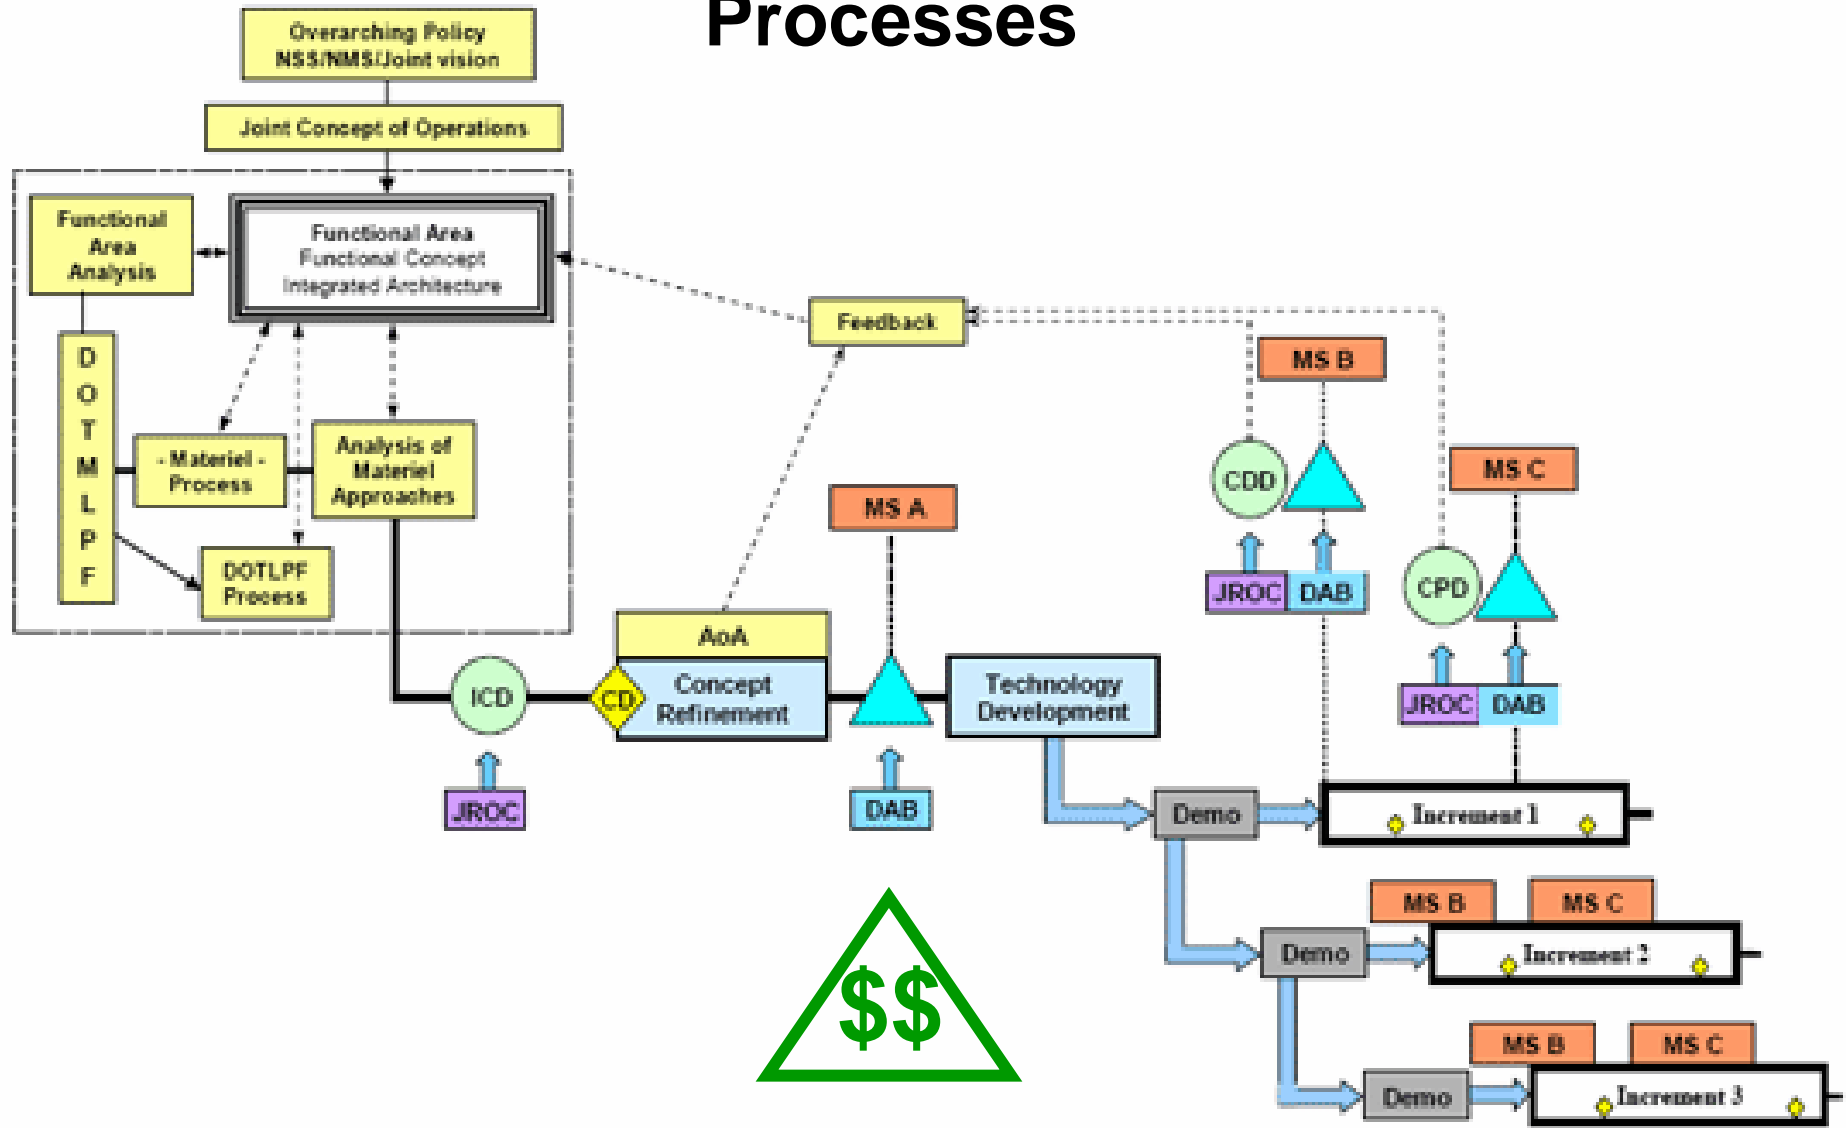 Processes
Overarching Policy
NSS/NMS/Joint vision
Joint Concept of Operations
Functional
Area
Analysis
Functional Area
Functional Concept
Integrated Architecture
D
O
T
M
L
P
F
- Materiel -
Process
Analysis of
Materiel
Approaches
DOTLPF
Process
Feedback
MS B
CDD
JROC DAB
MS C
CPD
JROC DAB
MS A
AoA
ICD
CD
Concept
Refinement
Technology
Development
JROC
DAB
Demo
Increment 1
MS B
MS C
Demo
Increment 2
MS B
MS C
Demo
Increment 3
$$